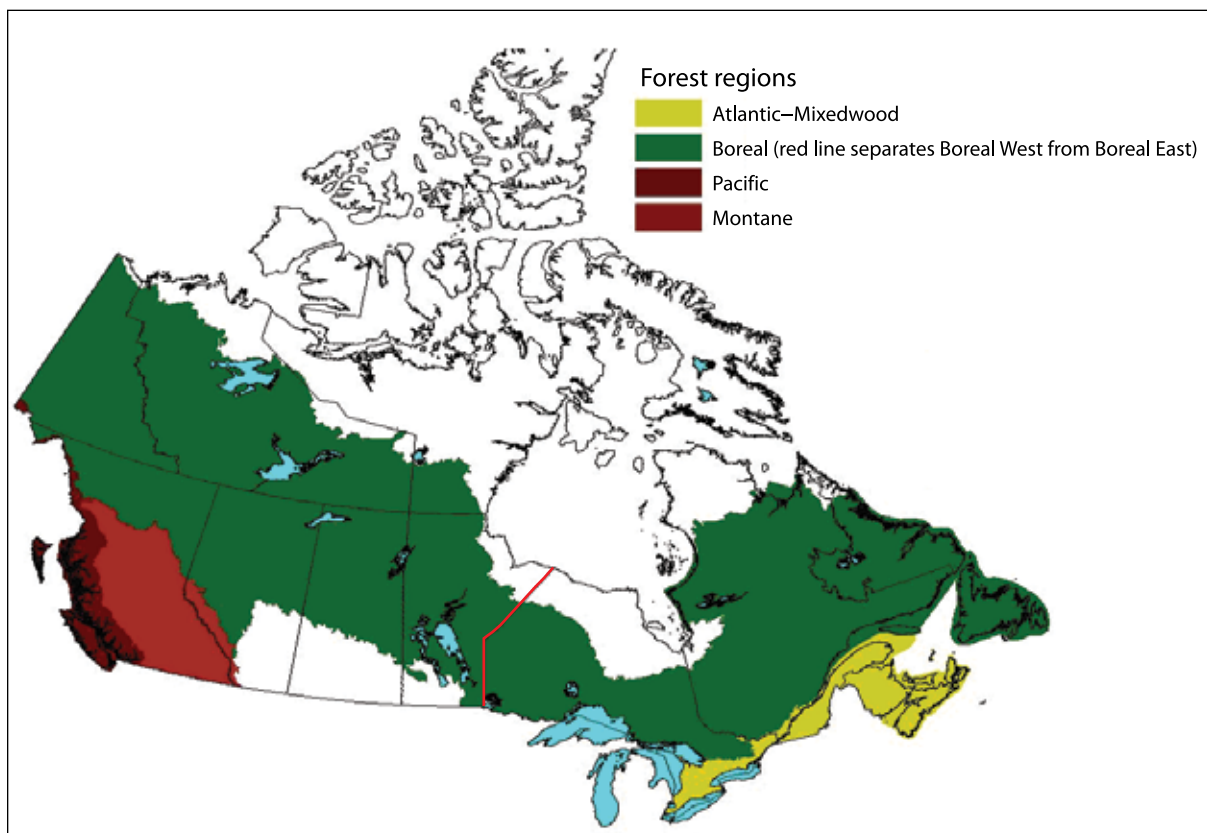 Forest regions
Atlantic–Mixedwood
Boreal (red line separates Boreal West from Boreal East)
Pacific
Montane